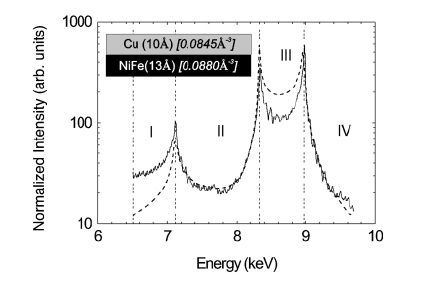 1000
Cu (10Å) [0.0845Å⁻³]
NiFe(13Å) [0.0880Å⁻³]
III
100
I
II
IV
10
6
7
8
9
10
Normalized Intensity (arb. units)
Energy (keV)